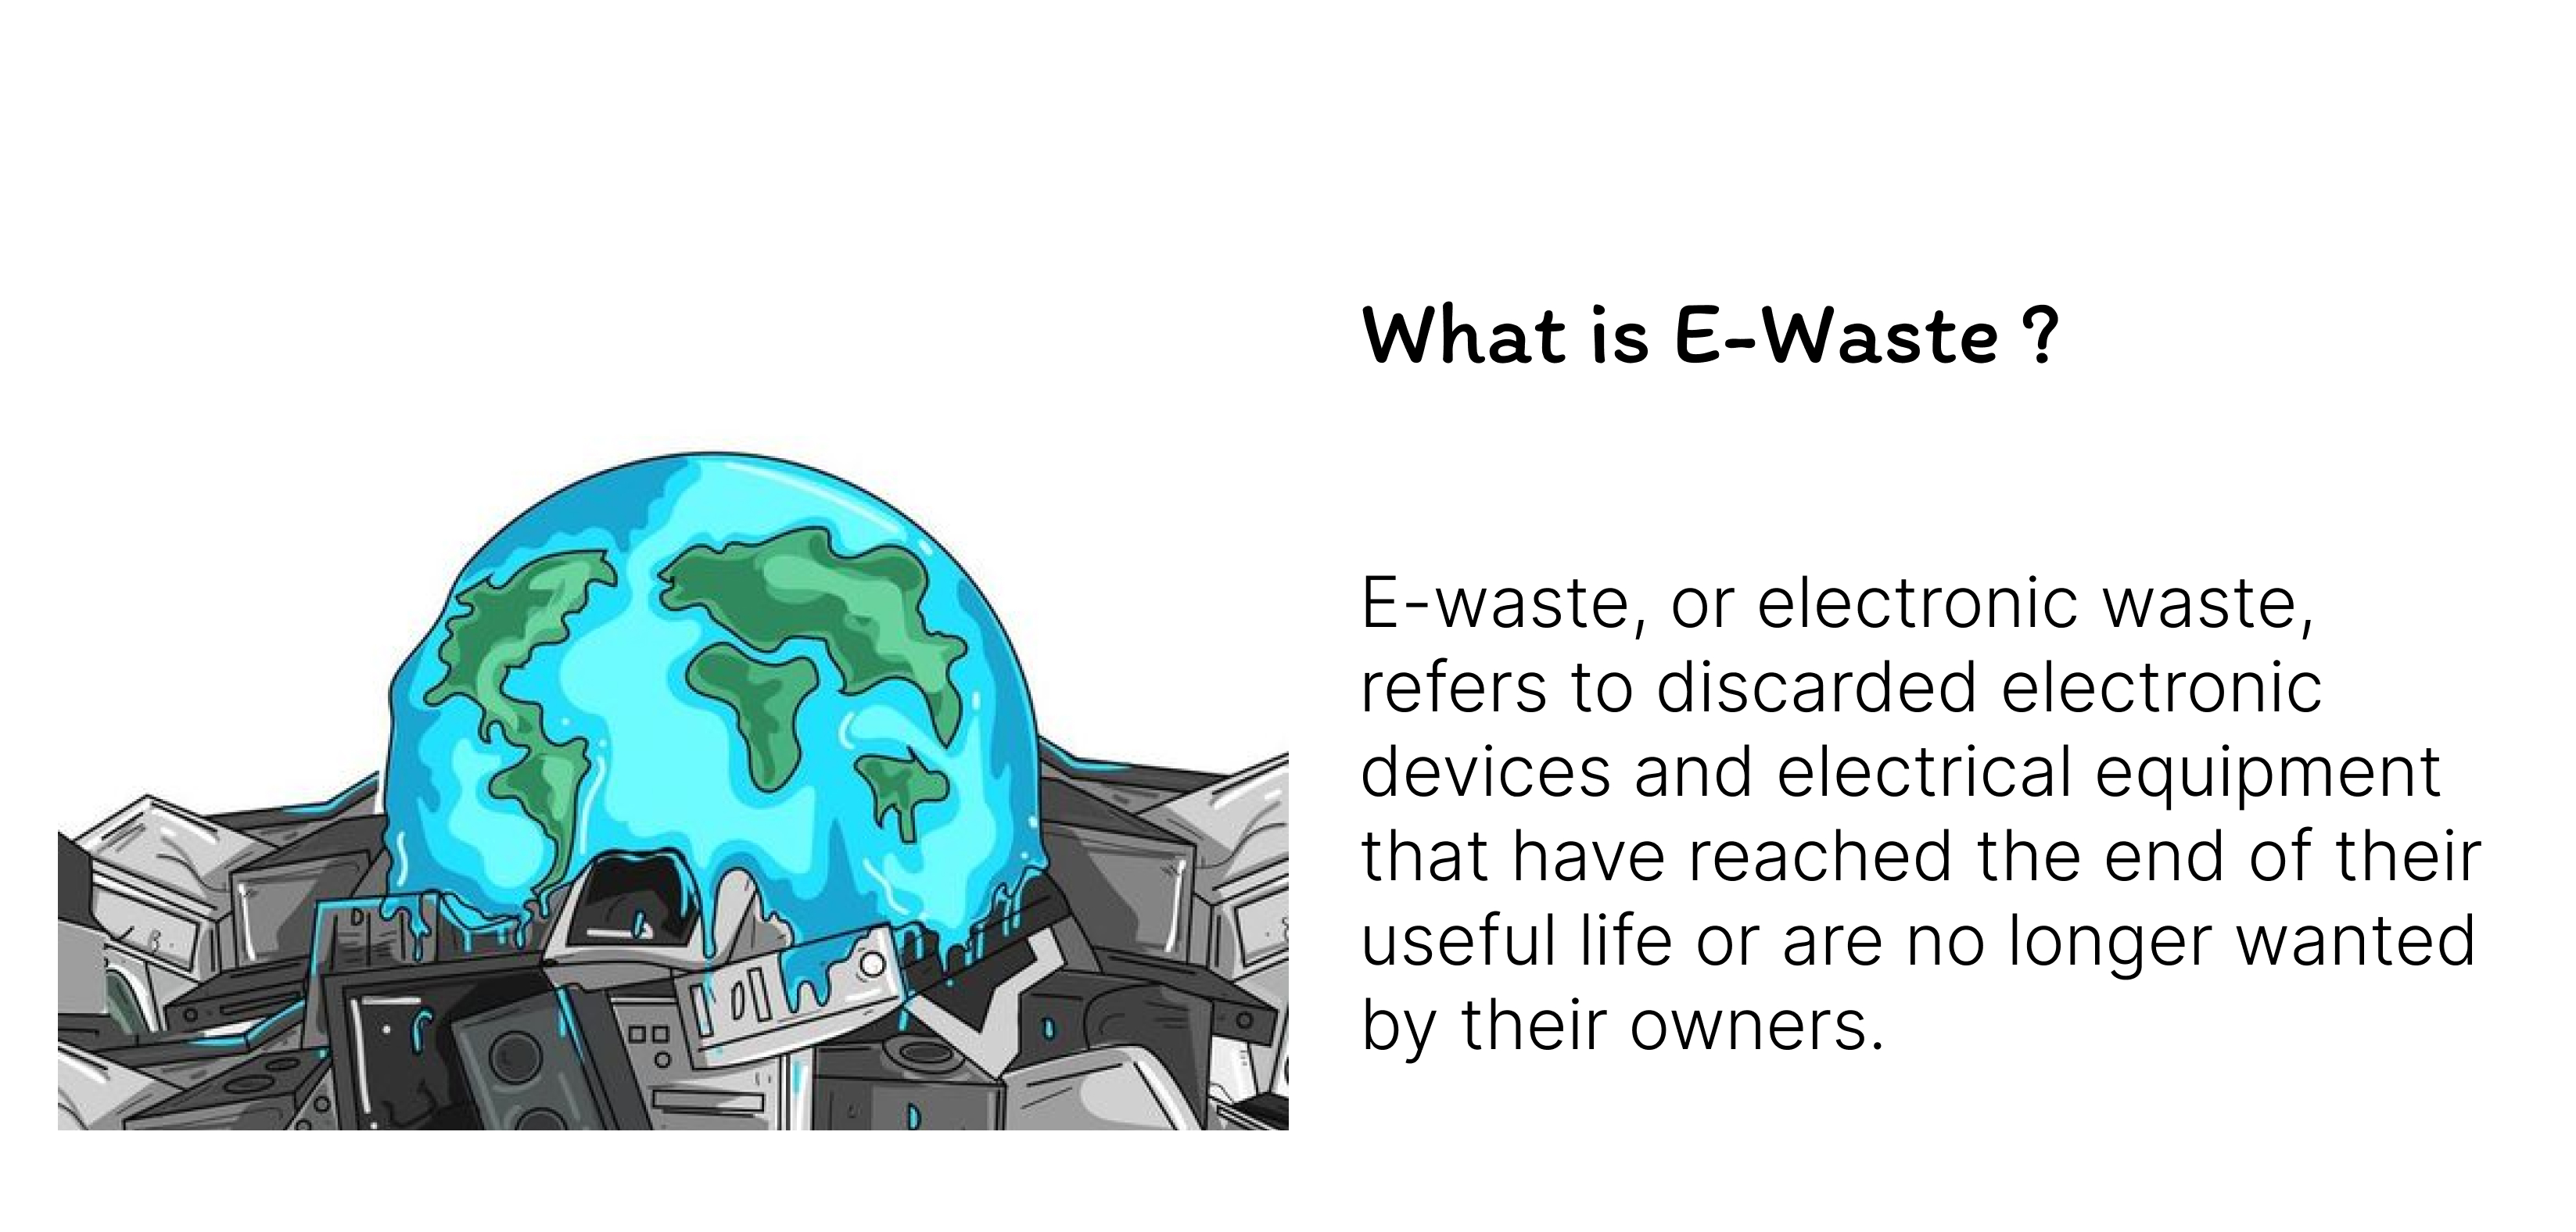 What is E-Waste ?
E-waste, or electronic waste,
refers to discarded electronic
devices and electrical equipment
that have reached the end of their
useful life or are no longer wanted
by their owners.